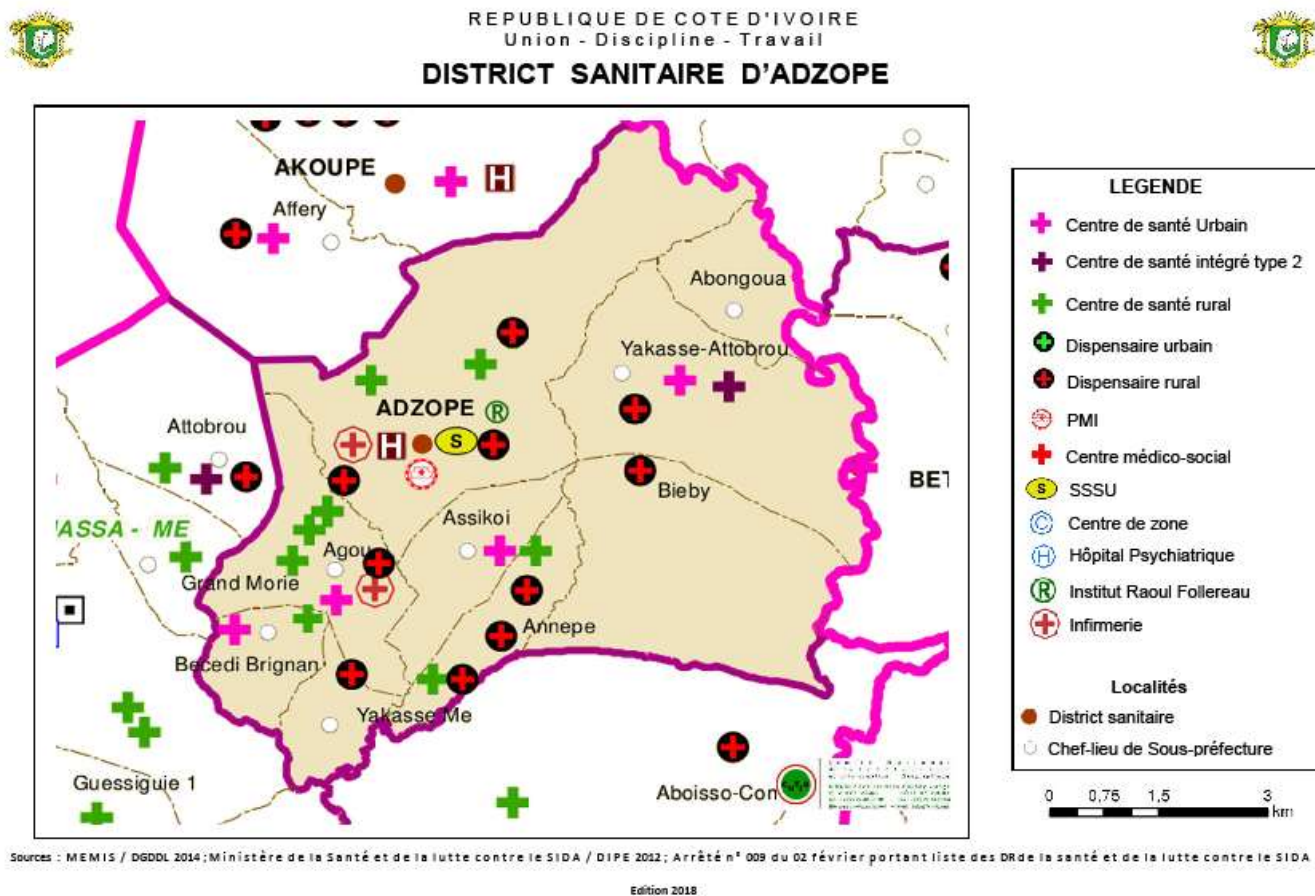 REPUBLIQUE DE COTE D'IVOIRE
Union - Discipline - Travail
DISTRICT SANITAIRE D'ADZOPE
AKOUPE
H
Affery
Abongoua
Yakasse-Attobrou
ADZOPE
R
H
S
Attobrou
Bieby
BET
ASSA - ME
Assikoi
Agou
Grand Morie
Annepe
Becedi Brignan
Yakasse Me
Guessiguie 1
Aboisso-Com
LEGENDE
Centre de santé Urbain
Centre de santé intégré type 2
Centre de santé rural
Dispensaire urbain
Dispensaire rural
PMI
Centre médico-social
S SSSU
C Centre de zone
H Hôpital Psychiatrique
R Institut Raoul Follereau
Infirmerie
Localités
District sanitaire
Chef-lieu de Sous-préfecture
0 0,75 1,5 3
km
Sources : MEMIS / DGDDL 2014 ; Ministère de la Santé et de la lutte contre le SIDA / DIPE 2012 ; Arrêté n° 009 du 02 février portant liste des DR de la santé et de la lutte contre le SIDA
Edition 2018